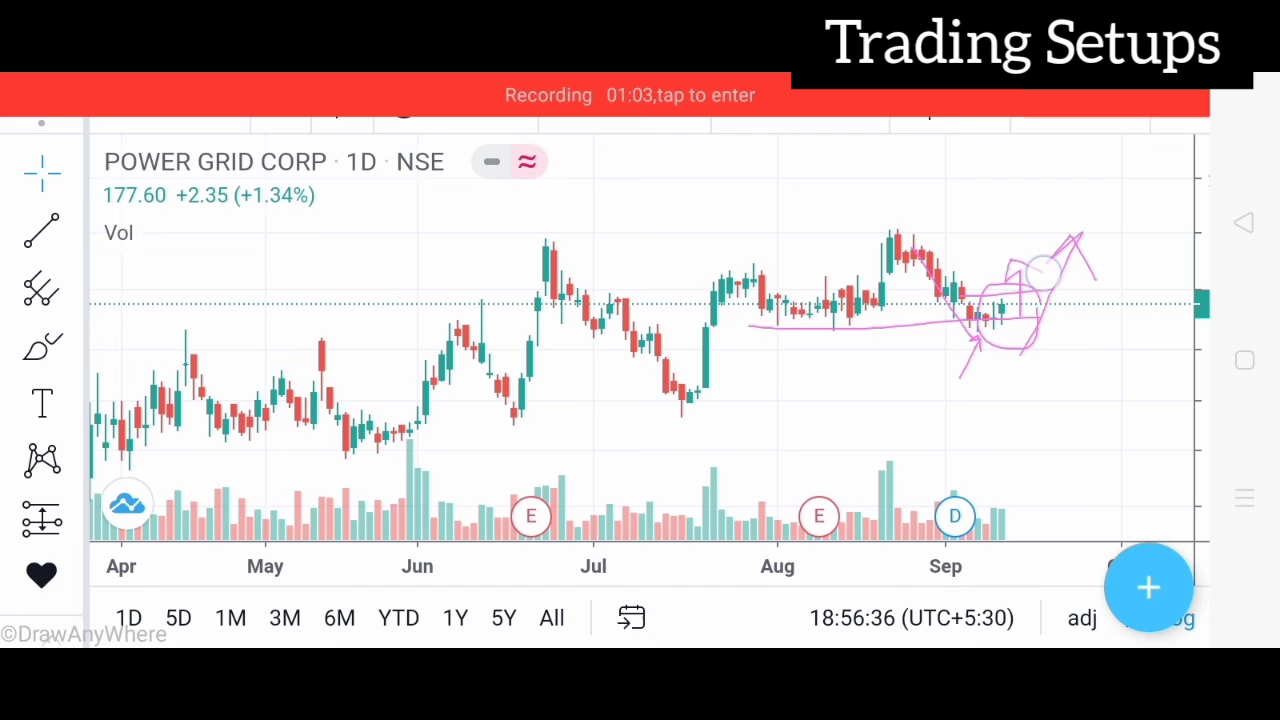 Trading Setups
Recording 01:03,tap to enter
POWER GRID CORP · 1D · NSE
177.60 +2.35 (+1.34%)
Vol
E
E
D
Apr May Jun Jul Aug Sep
1D 5D 1M 3M 6M YTD 1Y 5Y All
18:56:36 (UTC+5:30) adj
©DrawAnyWhere